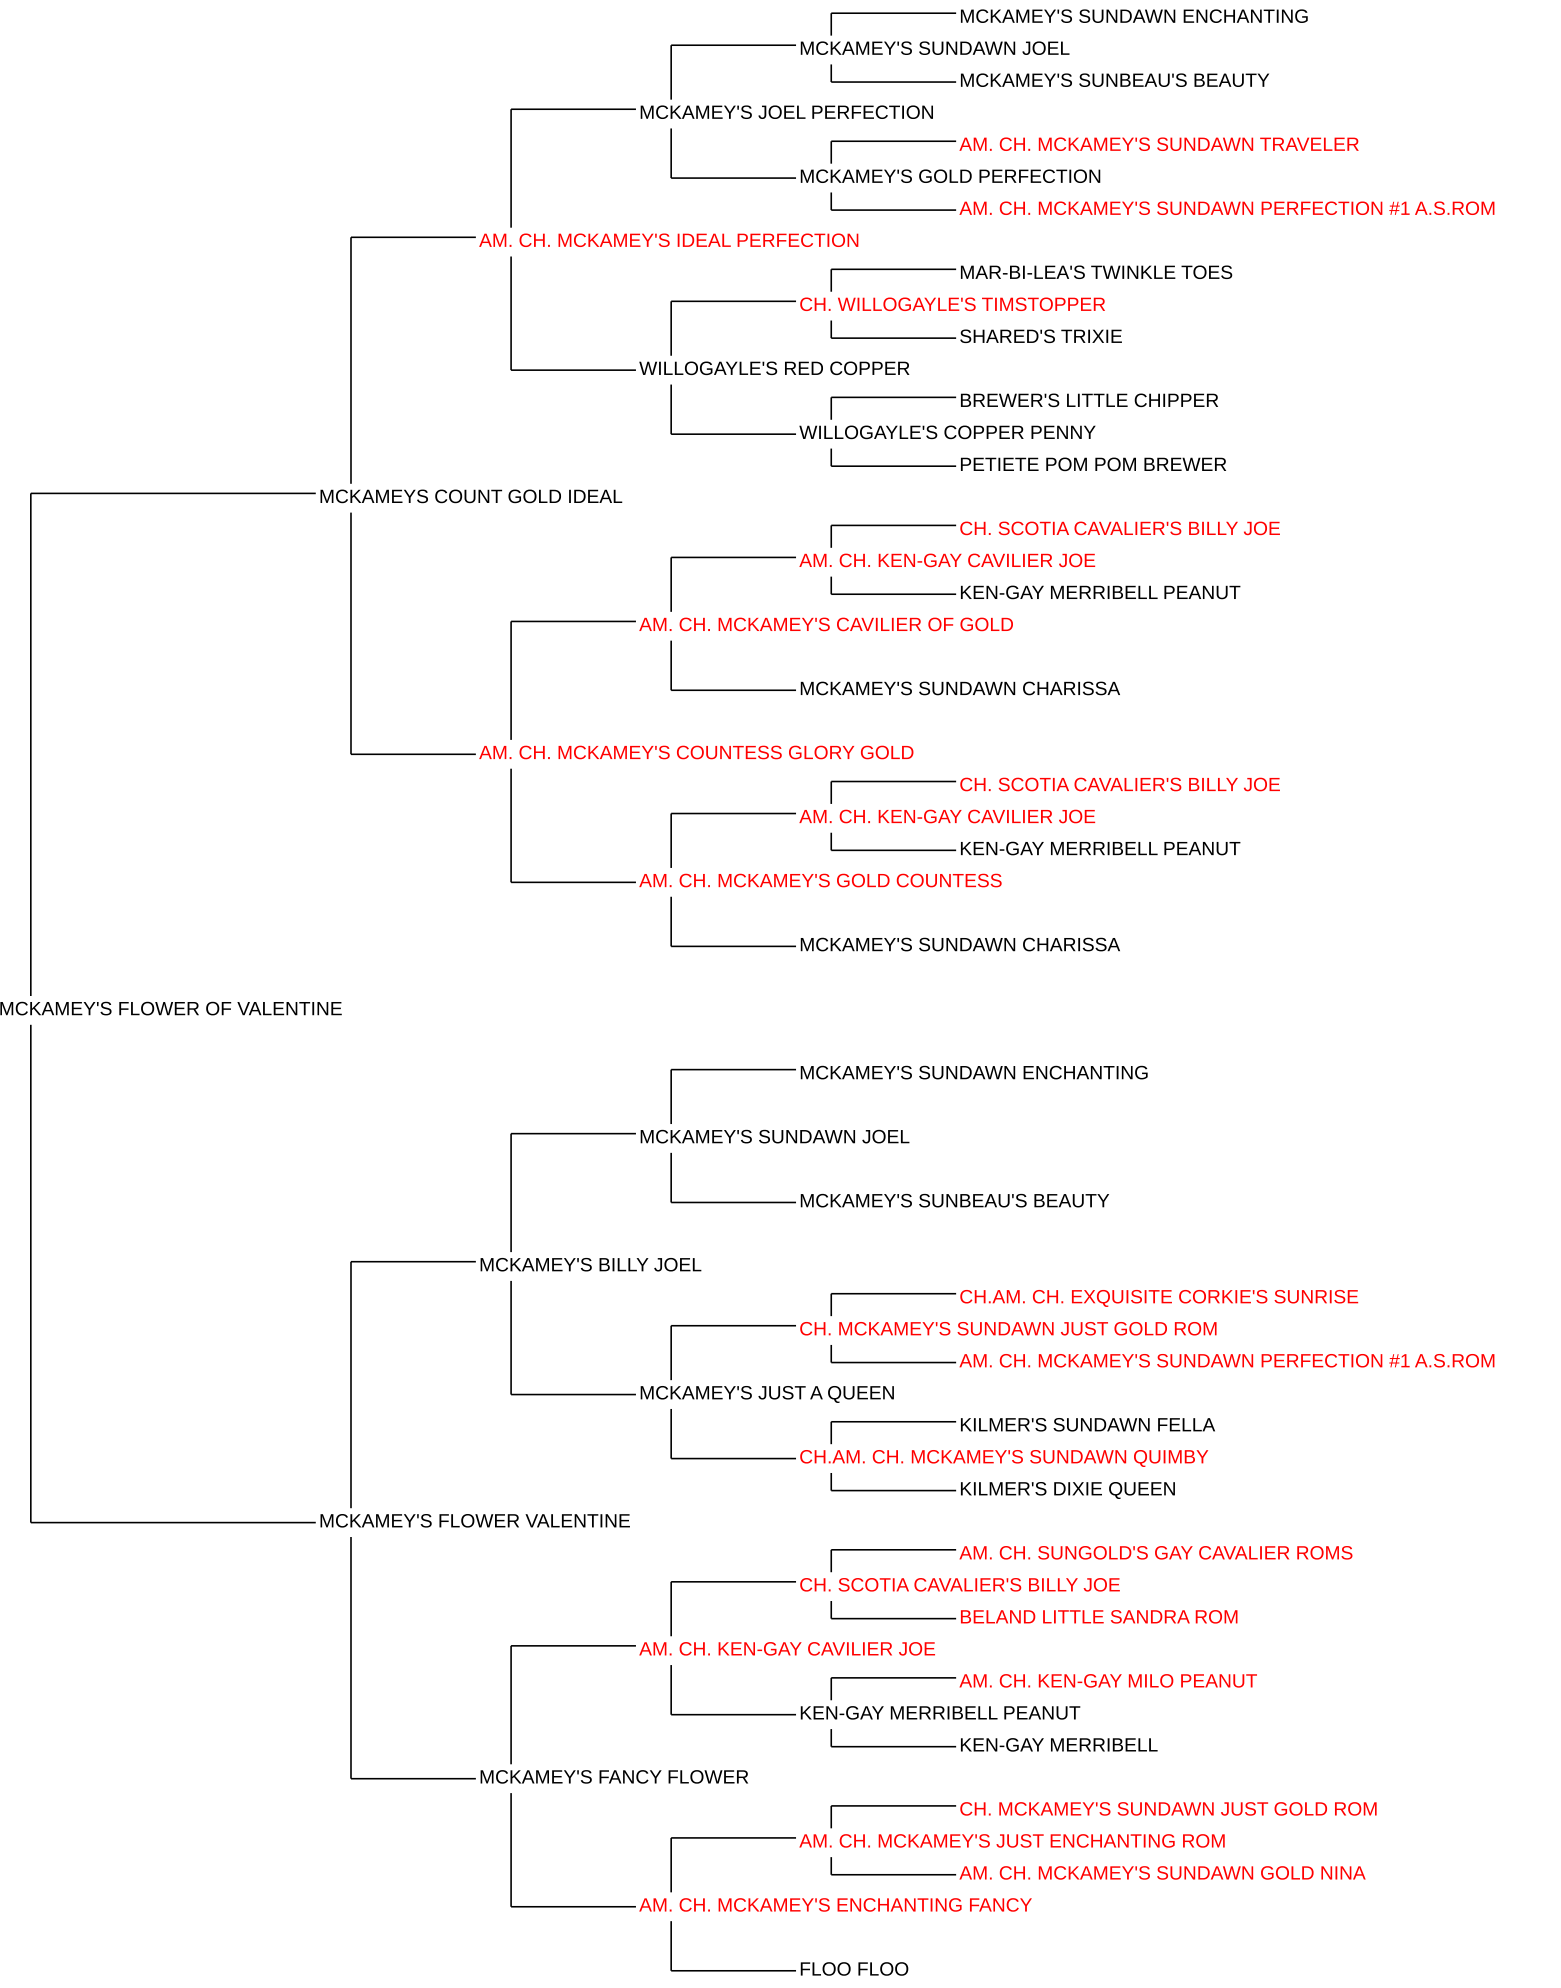 MCKAMEY'S SUNDAWN ENCHANTING
MCKAMEY'S SUNDAWN JOEL
MCKAMEY'S SUNBEAU'S BEAUTY
MCKAMEY'S JOEL PERFECTION
AM. CH. MCKAMEY'S SUNDAWN TRAVELER
MCKAMEY'S GOLD PERFECTION
AM. CH. MCKAMEY'S SUNDAWN PERFECTION #1 A.S.ROM
AM. CH. MCKAMEY'S IDEAL PERFECTION
MAR-BI-LEA'S TWINKLE TOES
CH. WILLOGAYLE'S TIMSTOPPER
SHARED'S TRIXIE
WILLOGAYLE'S RED COPPER
BREWER'S LITTLE CHIPPER
WILLOGAYLE'S COPPER PENNY
PETIETE POM POM BREWER
MCKAMEYS COUNT GOLD IDEAL
CH. SCOTIA CAVALIER'S BILLY JOE
AM. CH. KEN-GAY CAVILIER JOE
KEN-GAY MERRIBELL PEANUT
AM. CH. MCKAMEY'S CAVILIER OF GOLD
MCKAMEY'S SUNDAWN CHARISSA
AM. CH. MCKAMEY'S COUNTESS GLORY GOLD
CH. SCOTIA CAVALIER'S BILLY JOE
AM. CH. KEN-GAY CAVILIER JOE
KEN-GAY MERRIBELL PEANUT
AM. CH. MCKAMEY'S GOLD COUNTESS
MCKAMEY'S SUNDAWN CHARISSA
MCKAMEY'S FLOWER OF VALENTINE
MCKAMEY'S SUNDAWN ENCHANTING
MCKAMEY'S SUNDAWN JOEL
MCKAMEY'S SUNBEAU'S BEAUTY
MCKAMEY'S BILLY JOEL
CH.AM. CH. EXQUISITE CORKIE'S SUNRISE
CH. MCKAMEY'S SUNDAWN JUST GOLD ROM
AM. CH. MCKAMEY'S SUNDAWN PERFECTION #1 A.S.ROM
MCKAMEY'S JUST A QUEEN
KILMER'S SUNDAWN FELLA
CH.AM. CH. MCKAMEY'S SUNDAWN QUIMBY
KILMER'S DIXIE QUEEN
MCKAMEY'S FLOWER VALENTINE
AM. CH. SUNGOLD'S GAY CAVALIER ROMS
CH. SCOTIA CAVALIER'S BILLY JOE
BELAND LITTLE SANDRA ROM
AM. CH. KEN-GAY CAVILIER JOE
AM. CH. KEN-GAY MILO PEANUT
KEN-GAY MERRIBELL PEANUT
KEN-GAY MERRIBELL
MCKAMEY'S FANCY FLOWER
CH. MCKAMEY'S SUNDAWN JUST GOLD ROM
AM. CH. MCKAMEY'S JUST ENCHANTING ROM
AM. CH. MCKAMEY'S SUNDAWN GOLD NINA
AM. CH. MCKAMEY'S ENCHANTING FANCY
FLOO FLOO